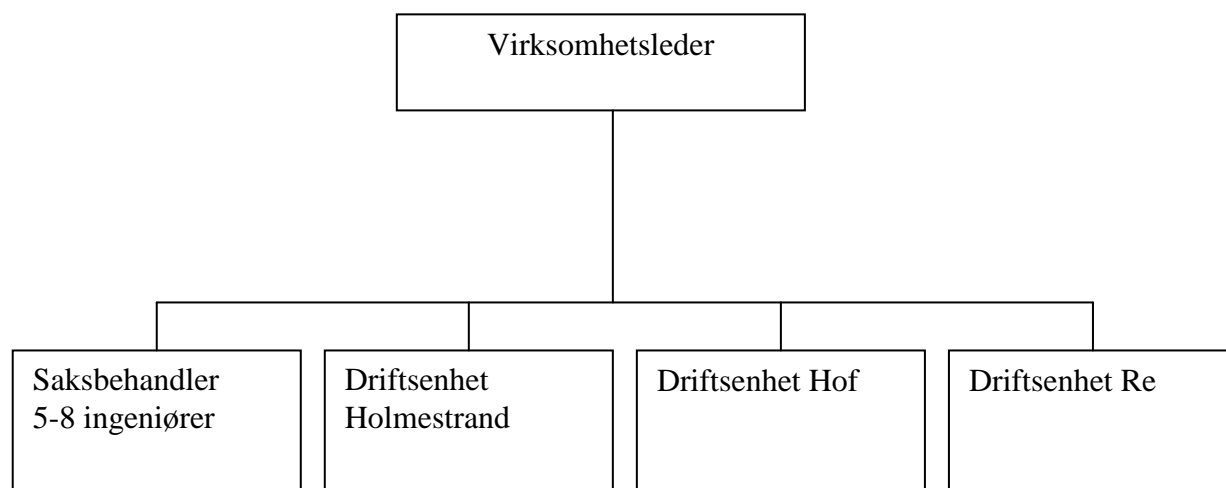 Virksomhetsleder
Saksbehandler
5-8 ingeniører
Driftsenhet
Holmestrand
Driftsenhet Hof
Driftsenhet Re